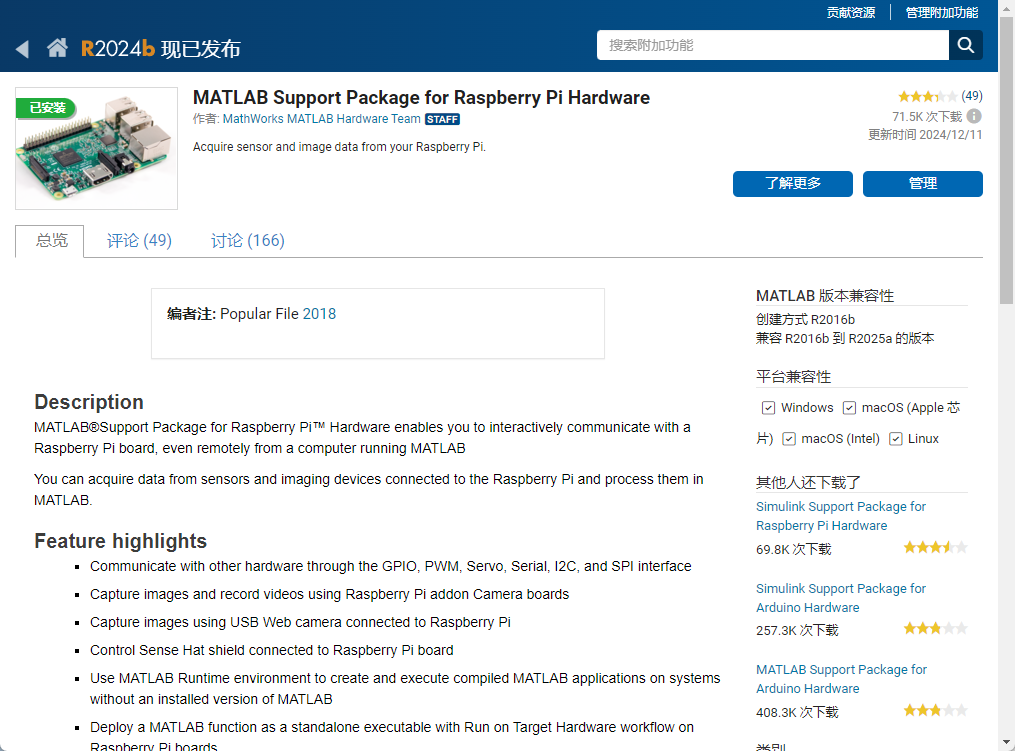 贡献资源 管理附加功能
R2024b 现已发布
搜索附加功能
已安装
MATLAB Support Package for Raspberry Pi Hardware
作者: MathWorks MATLAB Hardware Team STAFF
Acquire sensor and image data from your Raspberry Pi.
(49)
71.5K 次下载
更新时间 2024/12/11
了解更多 管理
总览 评论 (49) 讨论 (166)
编者注: Popular File 2018
Description
MATLAB®Support Package for Raspberry Pi™ Hardware enables you to interactively communicate with a
Raspberry Pi board, even remotely from a computer running MATLAB
You can acquire data from sensors and imaging devices connected to the Raspberry Pi and process them in
MATLAB.
Feature highlights
Communicate with other hardware through the GPIO, PWM, Servo, Serial, I2C, and SPI interface
Capture images and record videos using Raspberry Pi addon Camera boards
Capture images using USB Web camera connected to Raspberry Pi
Control Sense Hat shield connected to Raspberry Pi board
Use MATLAB Runtime environment to create and execute compiled MATLAB applications on systems
without an installed version of MATLAB
Deploy a MATLAB function as a standalone executable with Run on Target Hardware workflow on
Raspberry Pi boards
MATLAB 版本兼容性
创建方式 R2016b
兼容 R2016b 到 R2025a 的版本
平台兼容性
Windows macOS (Apple 芯
片) macOS (Intel) Linux
其他人还下载了
Simulink Support Package for
Raspberry Pi Hardware
69.8K 次下载
Simulink Support Package for
Arduino Hardware
257.3K 次下载
MATLAB Support Package for
Arduino Hardware
408.3K 次下载
类别